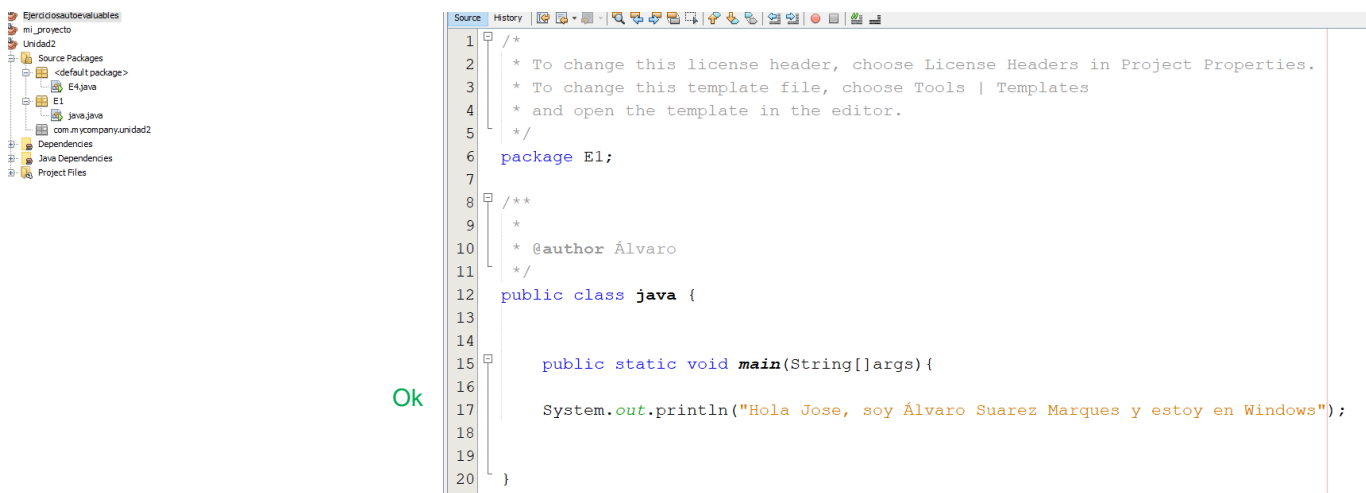 Ejerciciosautoevaluables
mi_proyecto
Unidad2
Source Packages
<default package>
E4.java
E1
java.java
com.mycompany.unidad2
Dependencies
Java Dependencies
Project Files
Source History
1 /*
2 * To change this license header, choose License Headers in Project Properties.
3 * To change this template file, choose Tools | Templates
4 * and open the template in the editor.
5 */
6 package E1;
7
8 /**
9 *
10 * @author Álvaro
11 */
12 public class java {
13
14
15 public static void main(String[]args){
16
Ok
17 System.out.println("Hola Jose, soy Álvaro Suarez Marques y estoy en Windows");
18
19
20 }